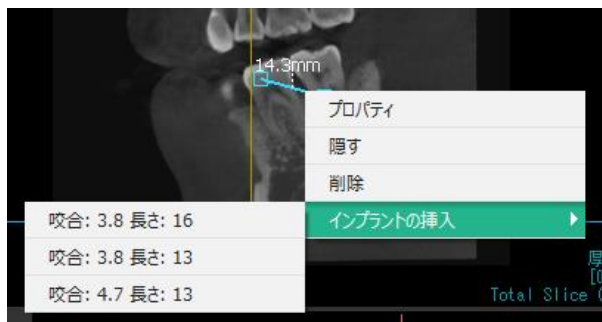 14.3mm
プロパティ
隠す
削除
インプラントの挿入
咬合: 3.8 長さ: 16
咬合: 3.8 長さ: 13
咬合: 4.7 長さ: 13
厚
[0
Total Slice (